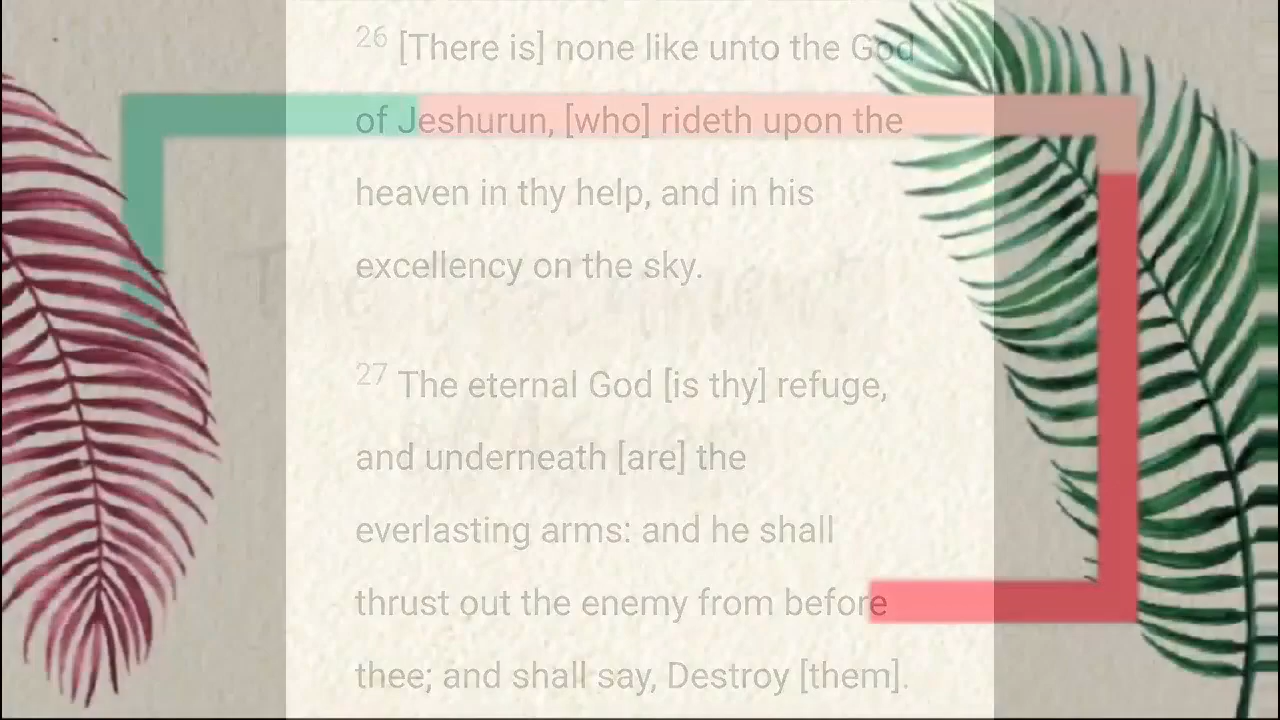 26 [There is] none like unto the God
of Jeshurun, [who] rideth upon the
heaven in thy help, and in his
excellency on the sky.
27 The eternal God [is thy] refuge,
and underneath [are] the
everlasting arms: and he shall
thrust out the enemy from before
thee; and shall say, Destroy [them].